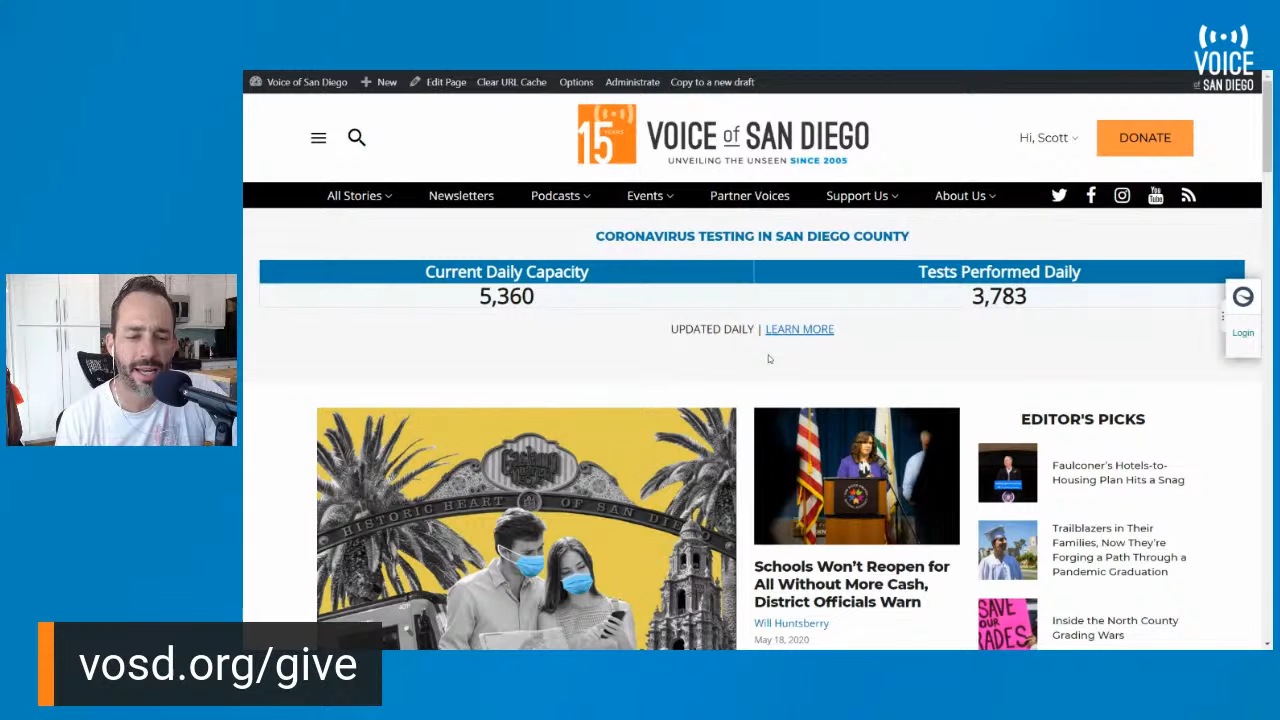 VOICE
of SAN DIEGO
Voice of San Diego New Edit Page Clear URL Cache Options Administrate Copy to a new draft
15 YEARS
VOICE of SAN DIEGO
UNVEILING THE UNSEEN SINCE 2005
Hi, Scott
DONATE
All Stories Newsletters Podcasts Events Partner Voices Support Us About Us
You
Tube
CORONAVIRUS TESTING IN SAN DIEGO COUNTY
Current Daily Capacity Tests Performed Daily
5,360 3,783
UPDATED DAILY | LEARN MORE
Login
HISTORIC HEART OF SAN DIE
Schools Won’t Reopen for
All Without More Cash,
District Officials Warn
Will Huntsberry
May 18, 2020
EDITOR'S PICKS
Faulconer's Hotels-to-
Housing Plan Hits a Snag
Trailblazers in Their
Families, Now They're
Forging a Path Through a
Pandemic Graduation
SAVE
OUR
RADES
Inside the North County
Grading Wars
vosd.org/give